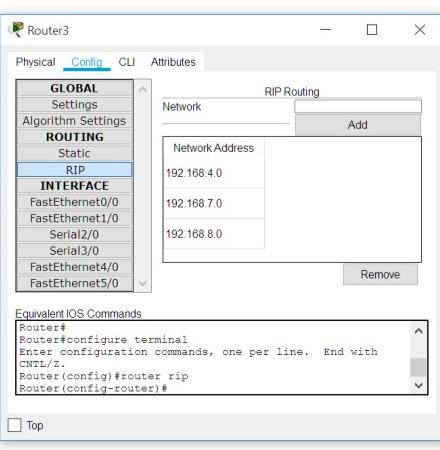 Router3
Physical Config CLI Attributes
GLOBAL
Settings
Algorithm Settings
ROUTING
Static
RIP
INTERFACE
FastEthernet0/0
FastEthernet1/0
Serial2/0
Serial3/0
FastEthernet4/0
FastEthernet5/0
RIP Routing
Network
Add
Network Address
192.168.4.0
192.168.7.0
192.168.8.0
Remove
Equivalent IOS Commands
Router#
Router#configure terminal
Enter configuration commands, one per line. End with
CNTL/Z.
Router(config)#router rip
Router(config-router)#
Top